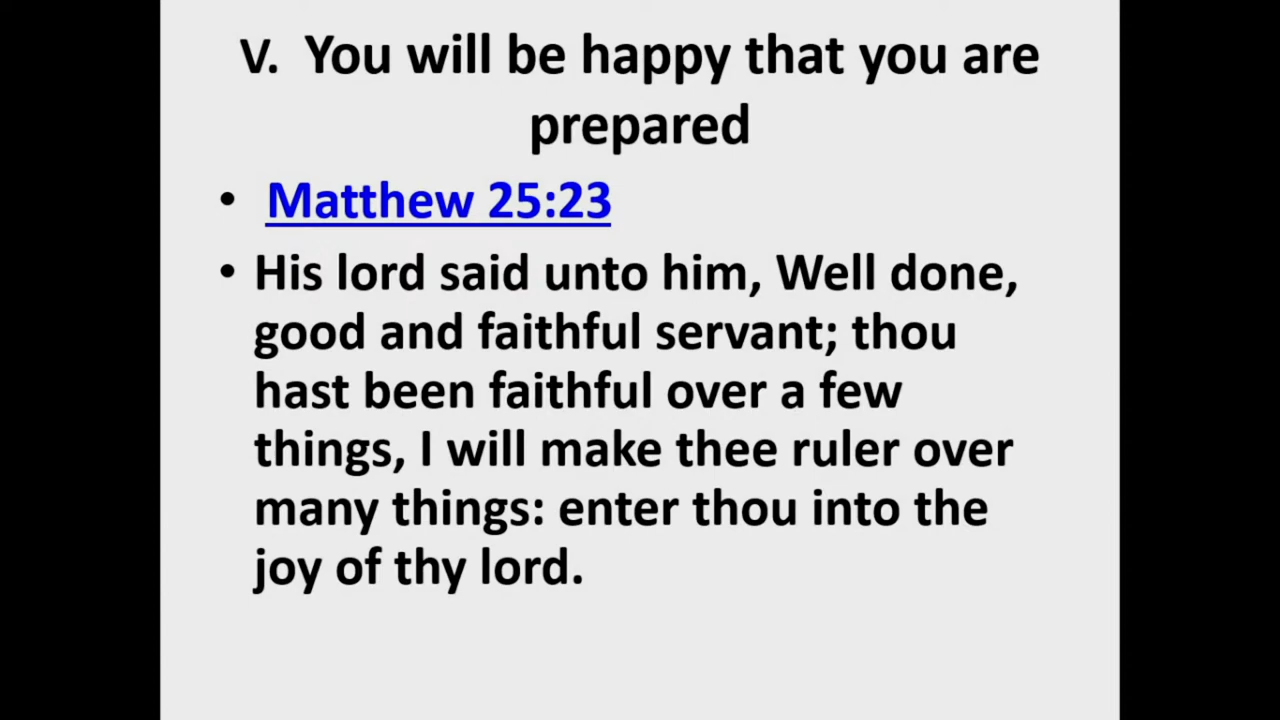 V. You will be happy that you are
prepared
• Matthew 25:23
• His lord said unto him, Well done,
good and faithful servant; thou
hast been faithful over a few
things, I will make thee ruler over
many things: enter thou into the
joy of thy lord.